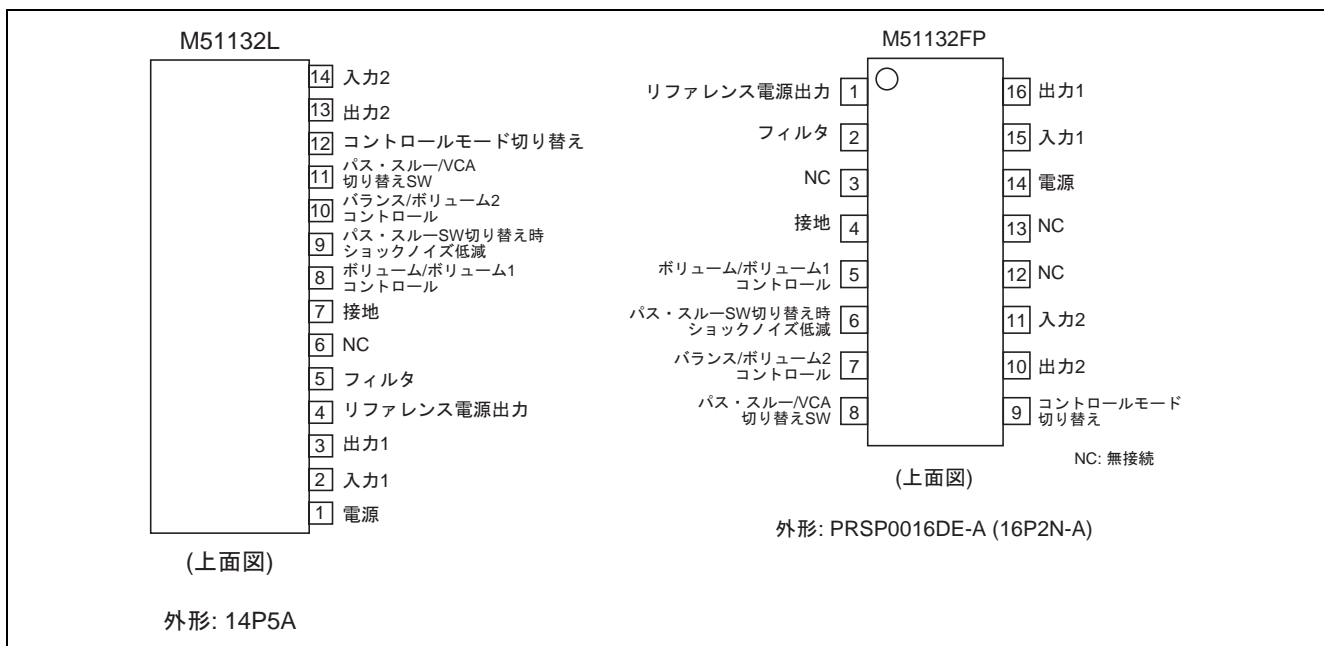 M51132L
14 入力2
13 出力2
12 コントロールモード切り替え
11 パス・スルー/VCA
切り替えSW
10 バランス/ボリューム2
コントロール
9 パス・スルーSW切り替え時
ショックノイズ低減
8 ボリューム/ボリューム1
コントロール
7 接地
6 NC
5 フィルタ
4 リファレンス電源出力
3 出力1
2 入力1
1 電源
(上面図)
外形: 14P5A
M51132FP
リファレンス電源出力 1
フィルタ 2
NC 3
接地 4
ボリューム/ボリューム1
コントロール 5
パス・スルーSW切り替え時
ショックノイズ低減 6
バランス/ボリューム2
コントロール 7
パス・スルー/VCA
切り替えSW 8
16 出力1
15 入力1
14 電源
13 NC
12 NC
11 入力2
10 出力2
9 コントロールモード
切り替え
NC: 無接続
(上面図)
外形: PRSP0016DE-A (16P2N-A)